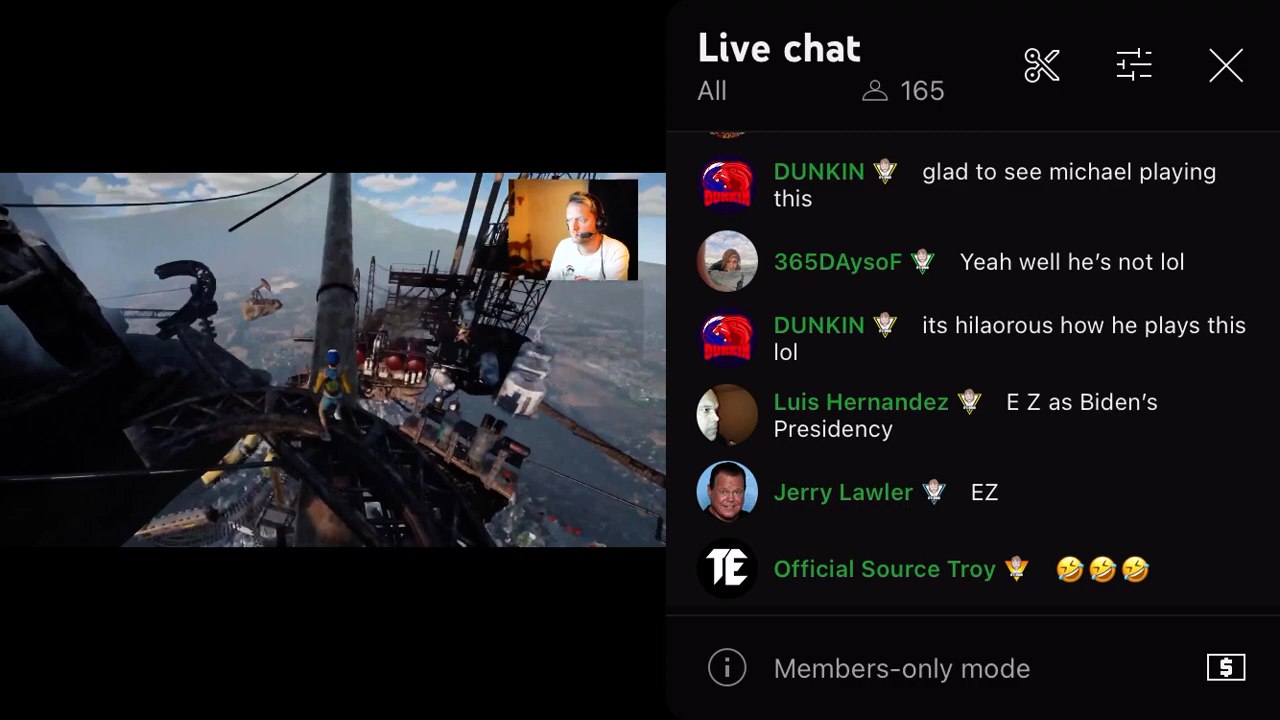 Live chat
All 165
DUNKIN glad to see michael playing
this
365DAysoF Yeah well he’s not lol
DUNKIN its hilaorous how he plays this
lol
Luis Hernandez E Z as Biden’s
Presidency
Jerry Lawler EZ
Official Source Troy 🤣🤣🤣
Members-only mode
DUNKIN
DUNKIN
TE
$